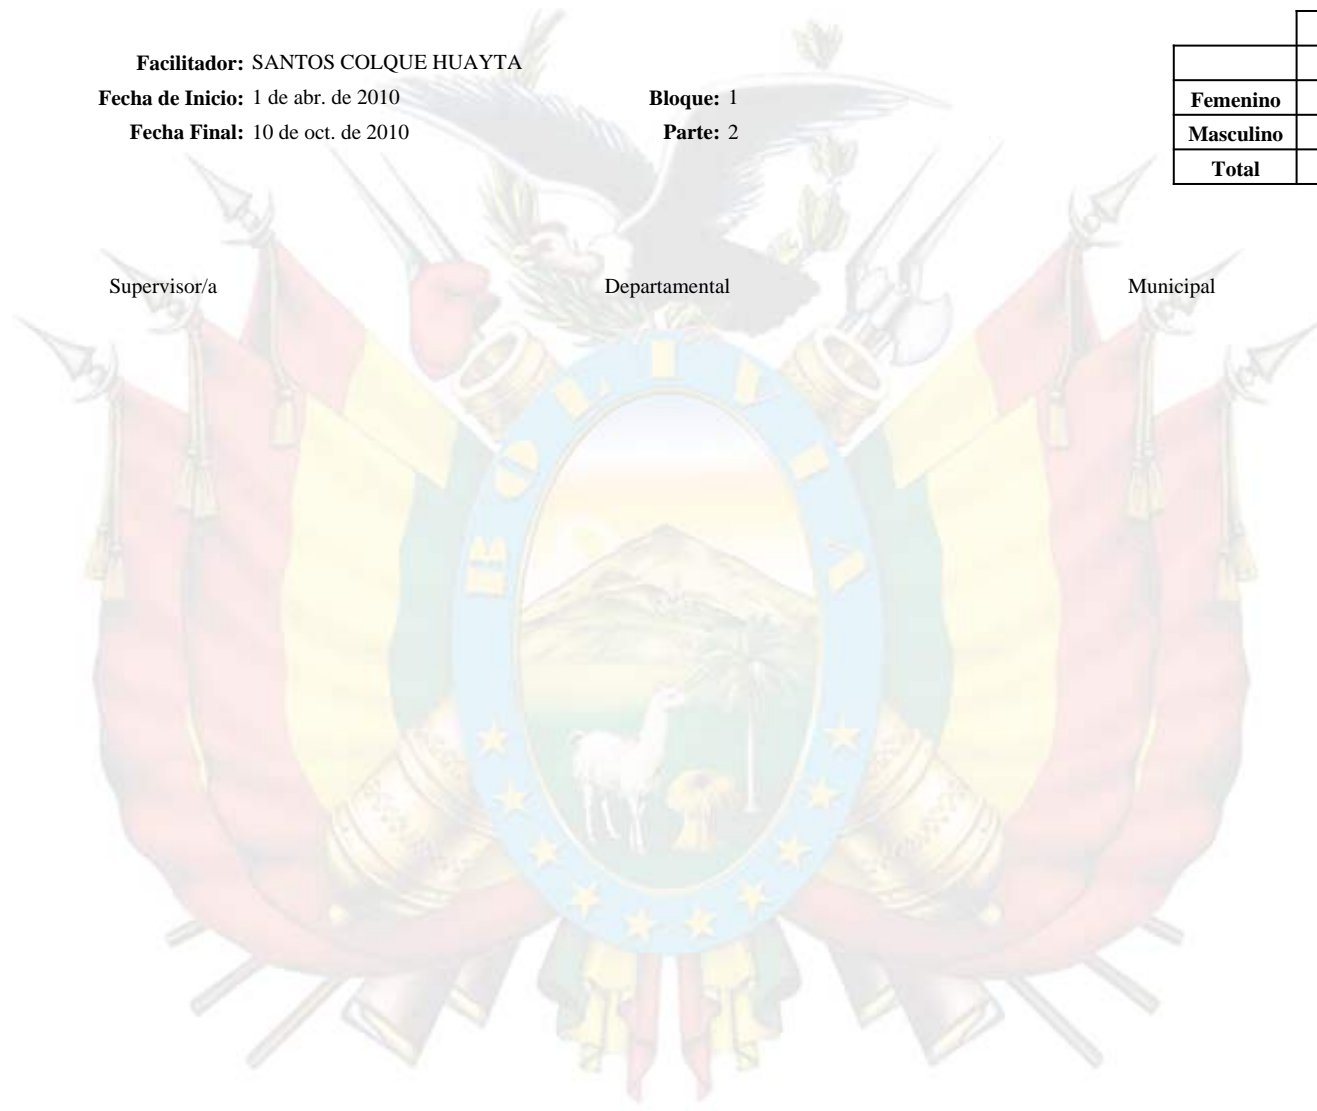 Facilitador: SANTOS COLQUE HUAYTA
Fecha de Inicio: 1 de abr. de 2010 Bloque: 1
Fecha Final: 10 de oct. de 2010 Parte: 2
Femenino
Masculino
Total
Supervisor/a Departamental Municipal
BOLIVIA